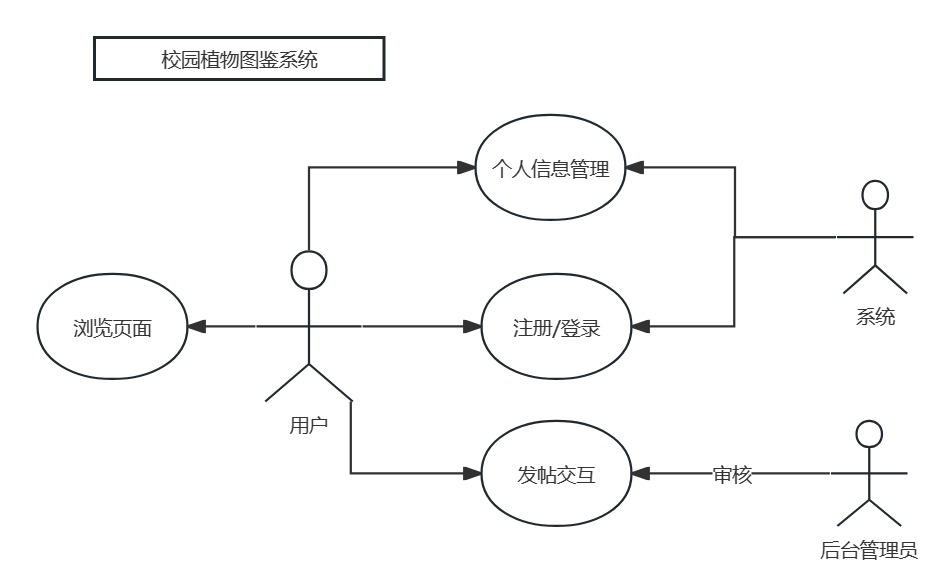 校园植物图鉴系统
个人信息管理
浏览页面
注册/登录
系统
用户
发帖交互
审核
后台管理员